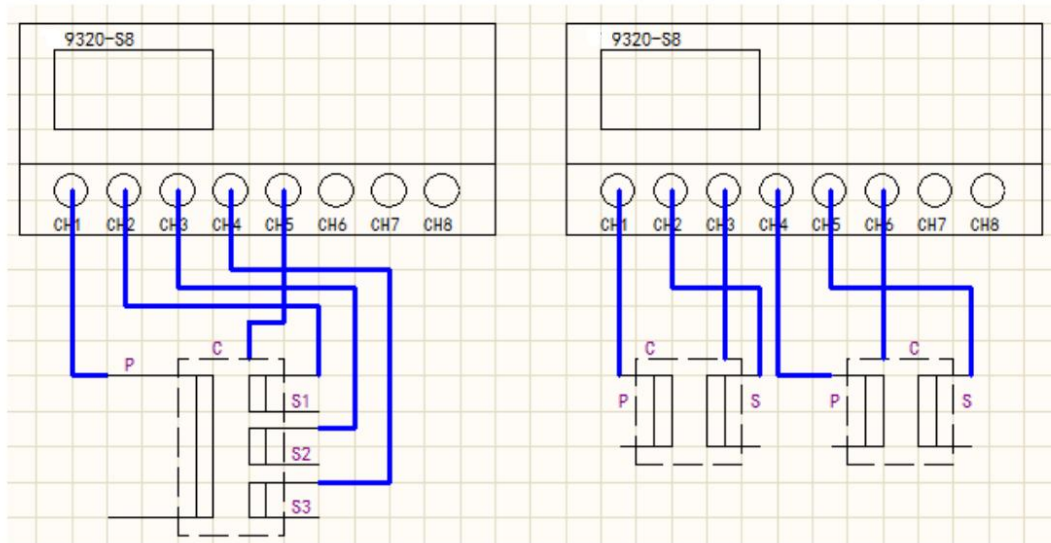 9320-S8
CH1 CH2 CH3 CH4 CH5 CH6 CH7 CH8
C
P
S1
S2
S3
9320-S8
CH1 CH2 CH3 CH4 CH5 CH6 CH7 CH8
C C
P S P S